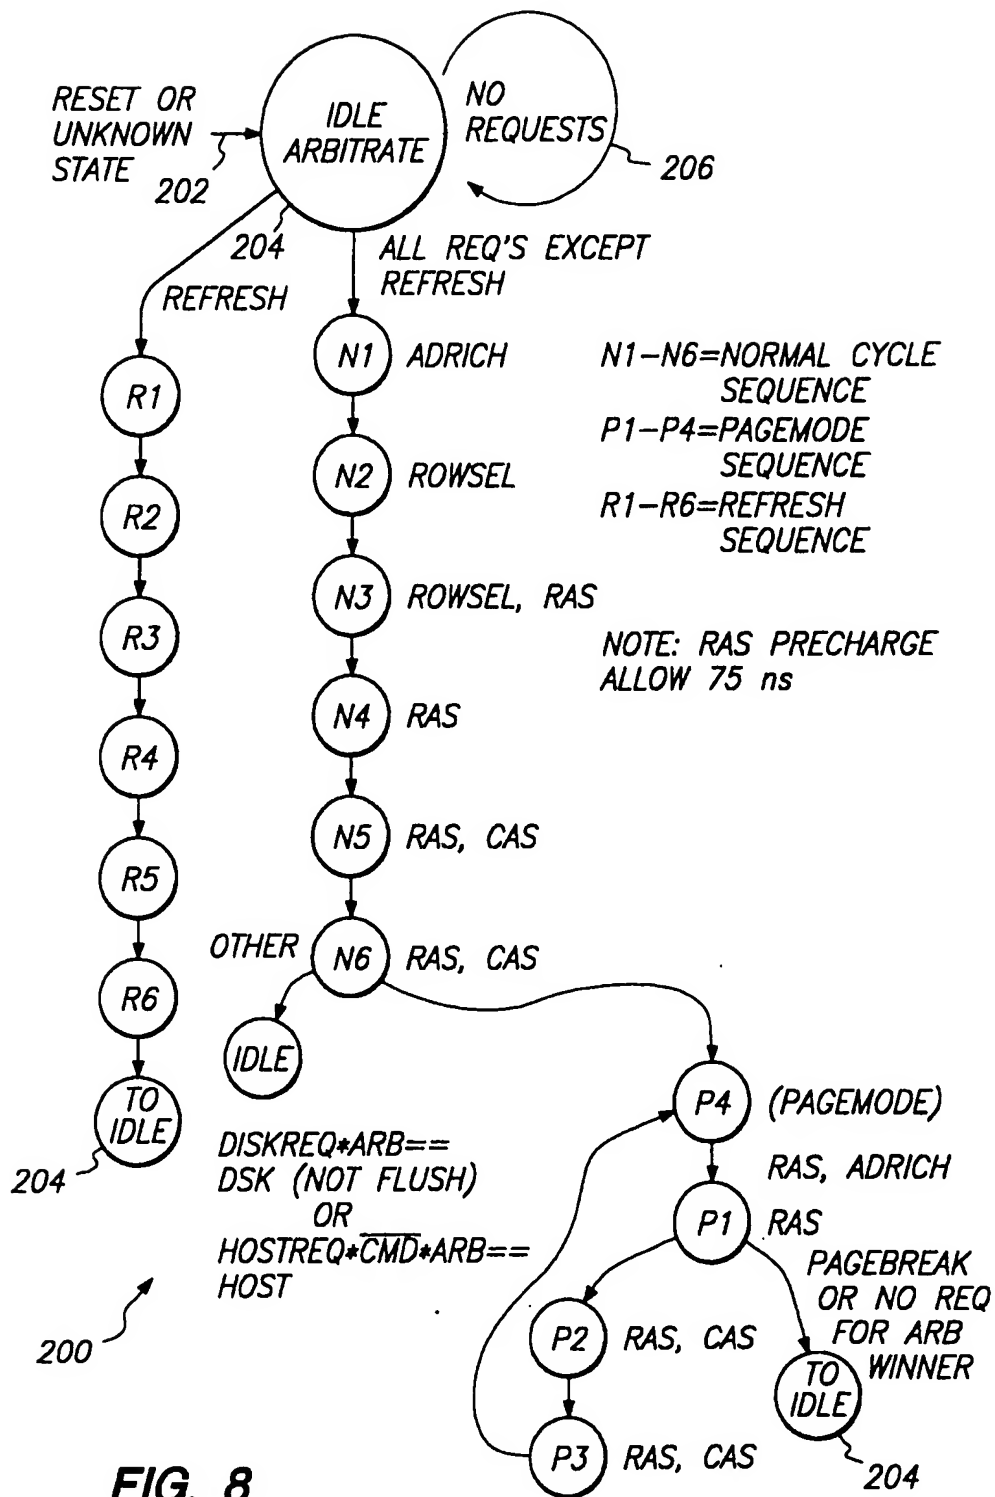 RESET OR
UNKNOWN
STATE
202
IDLE
ARBITRATE
NO
REQUESTS
206
204
ALL REQ'S EXCEPT
REFRESH
REFRESH
R1
R2
R3
R4
R5
R6
TO
IDLE
204
N1 ADRICH
N2 ROWSEL
N3 ROWSEL, RAS
N4 RAS
N5 RAS, CAS
N6 RAS, CAS
OTHER
IDLE
N1-N6=NORMAL CYCLE
SEQUENCE
P1-P4=PAGEMODE
SEQUENCE
R1-R6=REFRESH
SEQUENCE
NOTE: RAS PRECHARGE
ALLOW 75 ns
DISKREQ*ARB==
DSK (NOT FLUSH)
OR
HOSTREQ*C̅M̅D̅*ARB==
HOST
200
P4 (PAGEMODE)
RAS, ADRICH
P1 RAS
PAGEBREAK
OR NO REQ
FOR ARB
WINNER
P2 RAS, CAS
P3 RAS, CAS
TO
IDLE
204
FIG. 8